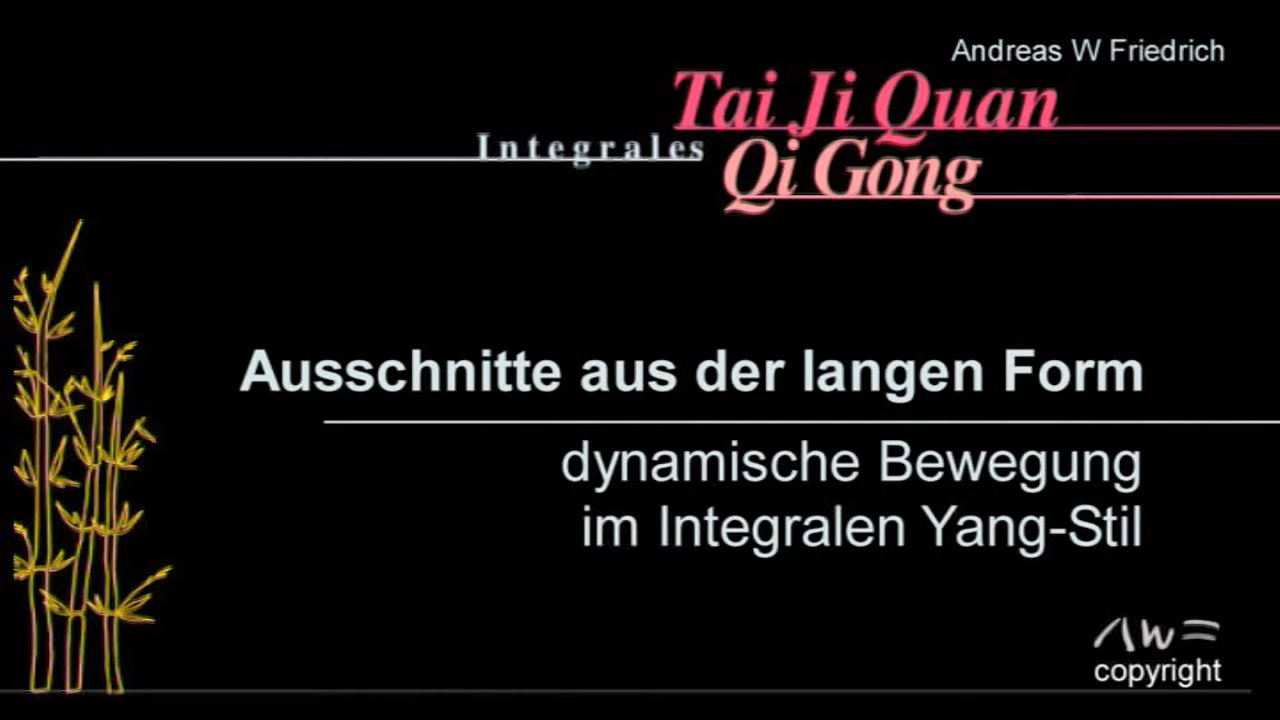 Andreas W Friedrich
Tai Ji Quan
Integrales
Qi Gong
Ausschnitte aus der langen Form
dynamische Bewegung
im Integralen Yang-Stil
copyright